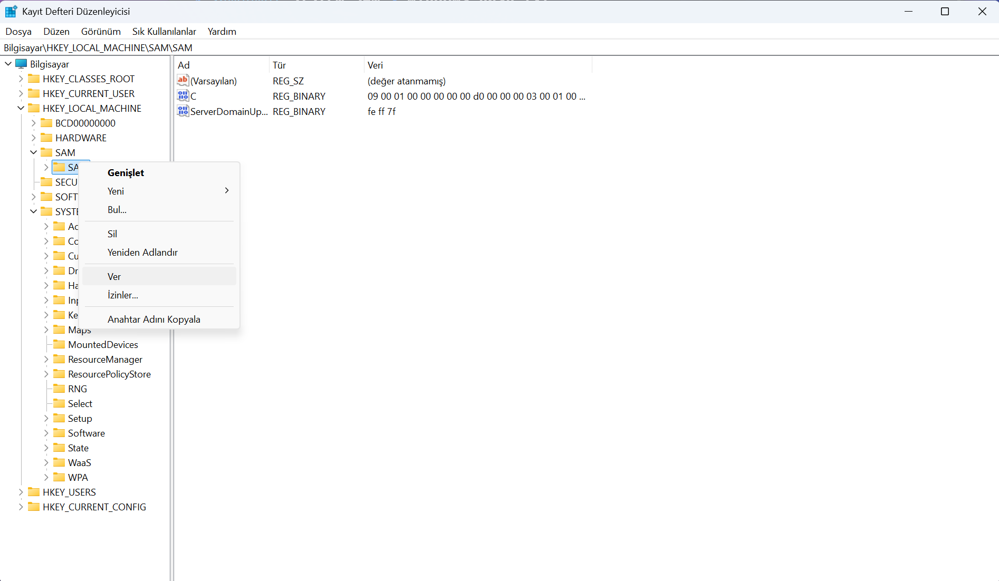 Kayıt Defteri Düzenleyicisi
Dosya Düzen Görünüm Sık Kullanılanlar Yardım
Bilgisayar\HKEY_LOCAL_MACHINE\SAM\SAM
Bilgisayar
HKEY_CLASSES_ROOT
HKEY_CURRENT_USER
HKEY_LOCAL_MACHINE
BCD00000000
HARDWARE
SAM
SA
SECU
SOFT
SYSTE
Ac
Co
Cu
Dr
Ha
Inp
Ke
Maps
MountedDevices
ResourceManager
ResourcePolicyStore
RNG
Select
Setup
Software
State
WaaS
WPA
HKEY_USERS
HKEY_CURRENT_CONFIG
Genişlet
Yeni
Bul...
Sil
Yeniden Adlandır
Ver
İzinler...
Anahtar Adını Kopyala
Ad Tür Veri
(Varsayılan) REG_SZ (değer atanmamış)
C REG_BINARY 09 00 01 00 00 00 00 00 d0 00 00 00 03 00 01 00 ...
ServerDomainUp... REG_BINARY fe ff 7f